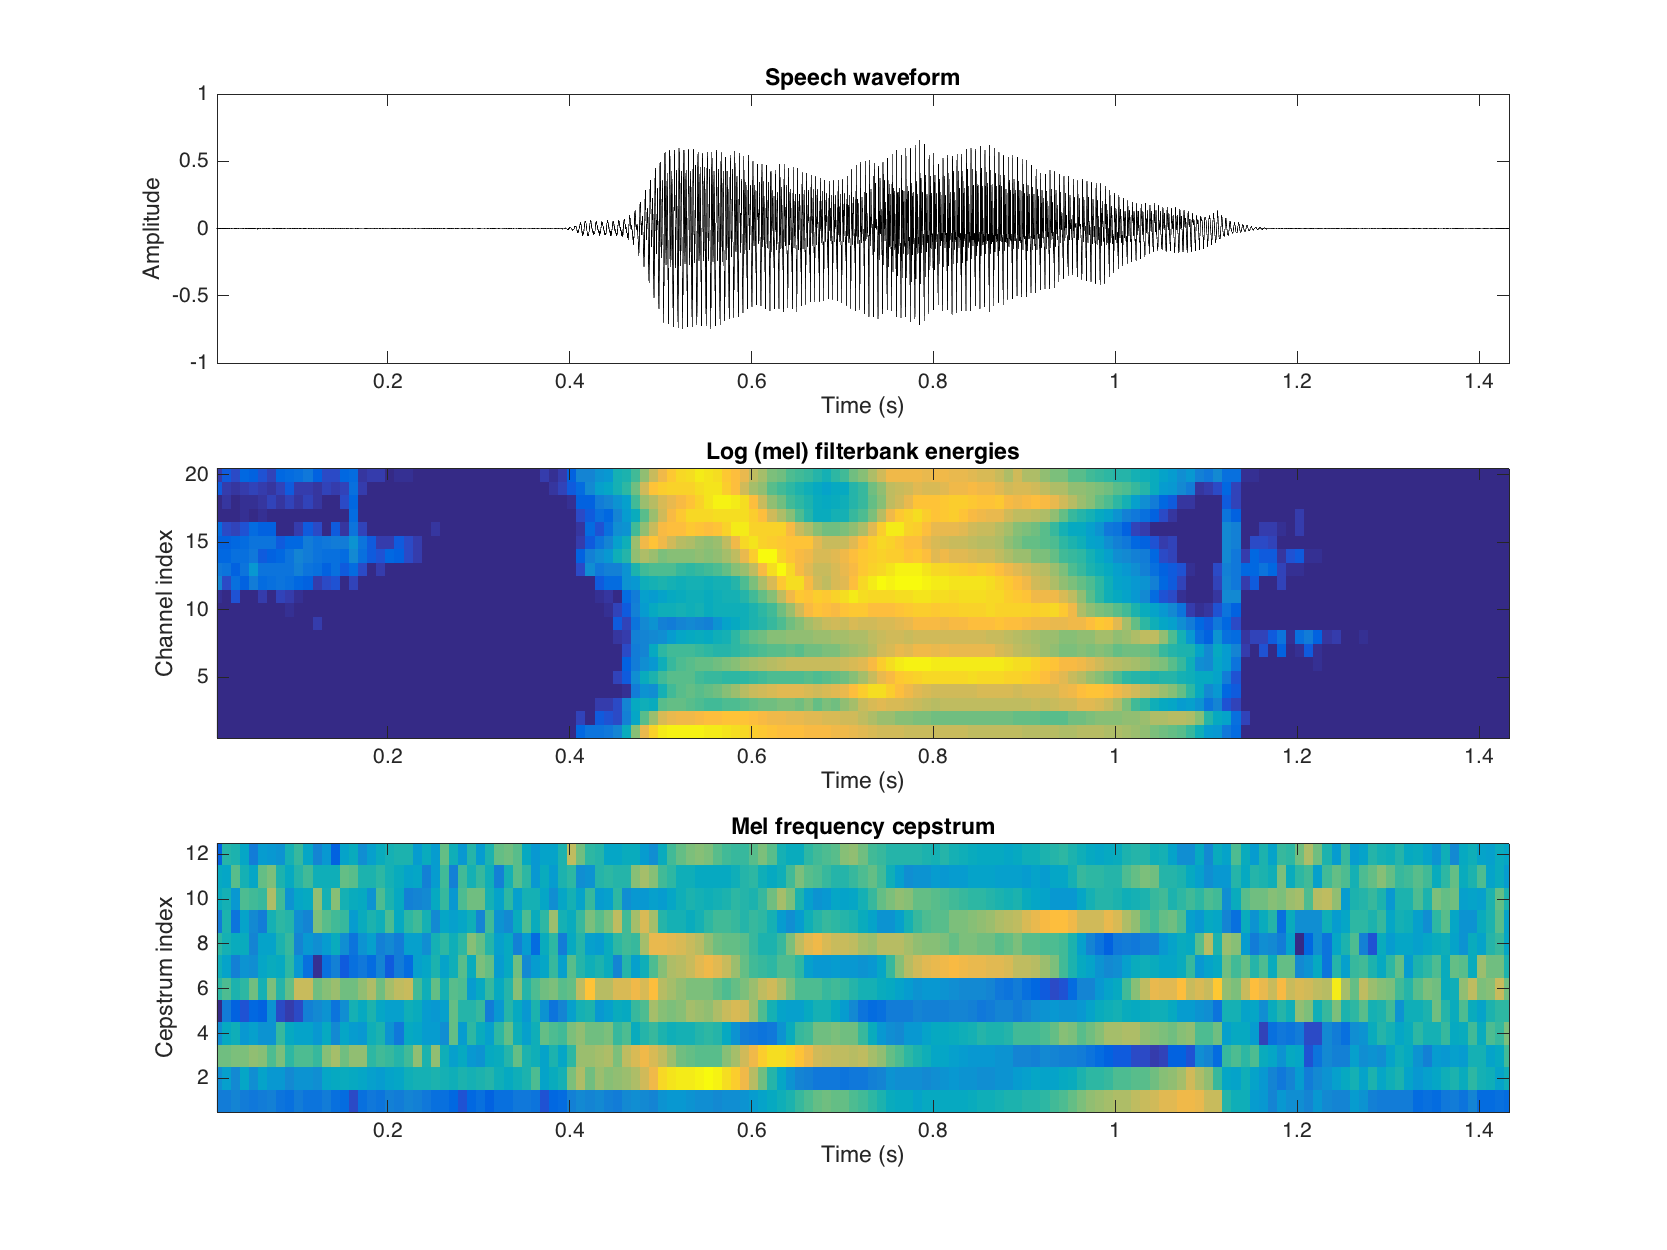 Speech waveform
1
0.5
0
-0.5
-1
Amplitude
0.2 0.4 0.6 0.8 1 1.2 1.4
Time (s)
Log (mel) filterbank energies
20
15
10
5
Channel index
0.2 0.4 0.6 0.8 1 1.2 1.4
Time (s)
Mel frequency cepstrum
12
10
8
6
4
2
Cepstrum index
0.2 0.4 0.6 0.8 1 1.2 1.4
Time (s)